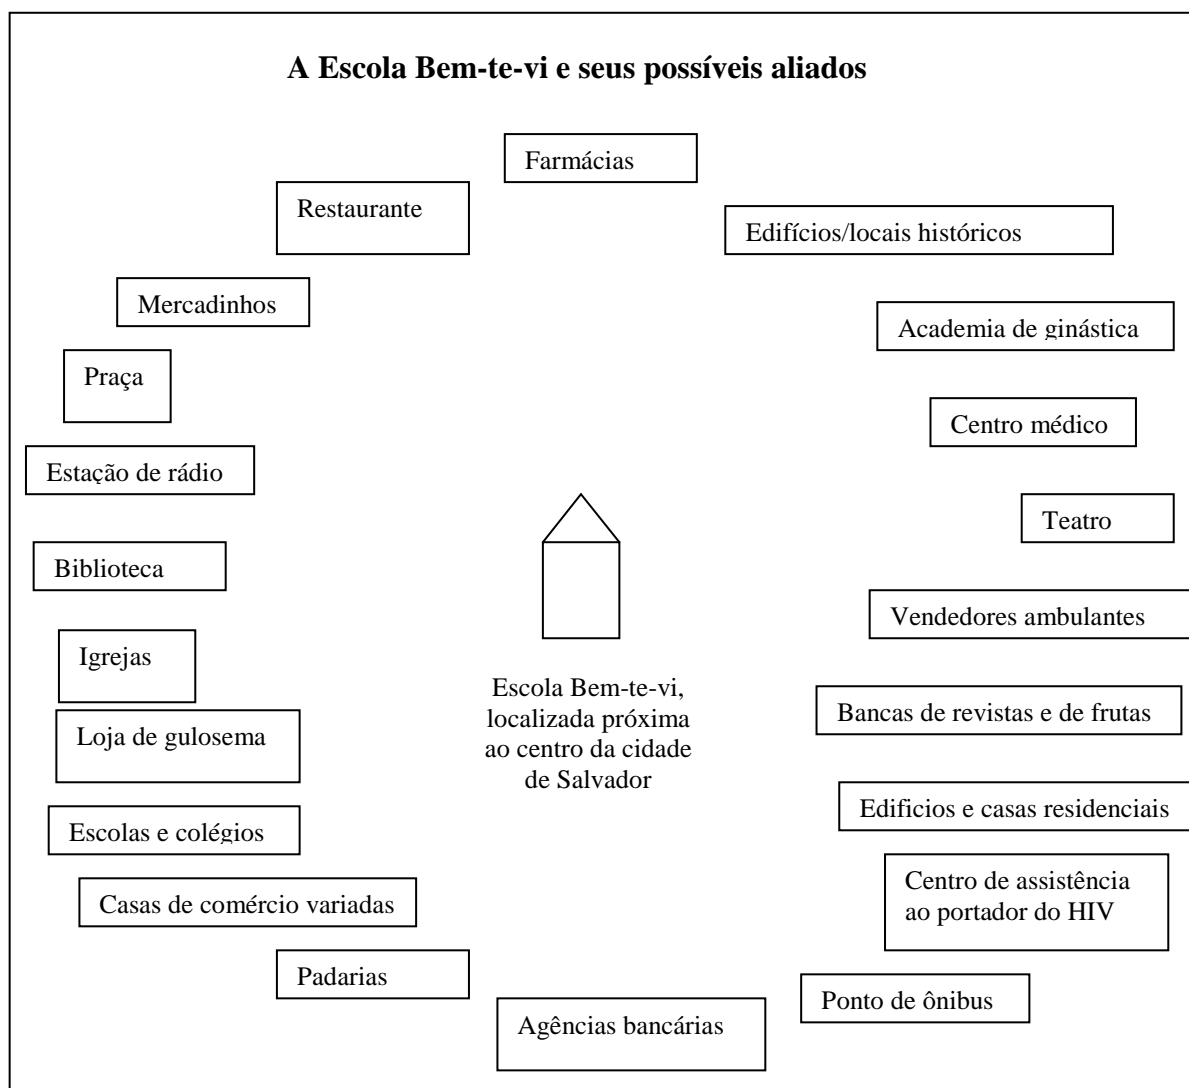 A Escola Bem-te-vi e seus possíveis aliados
Farmácias
Restaurante
Edifícios/locais históricos
Mercadinhos
Academia de ginástica
Praça
Centro médico
Estação de rádio
Teatro
Biblioteca
Vendedores ambulantes
Igrejas
Escola Bem-te-vi,
localizada próxima
ao centro da cidade
de Salvador
Bancas de revistas e de frutas
Loja de gulosema
Edificios e casas residenciais
Escolas e colégios
Centro de assistência
ao portador do HIV
Casas de comércio variadas
Padarias
Ponto de ônibus
Agências bancárias